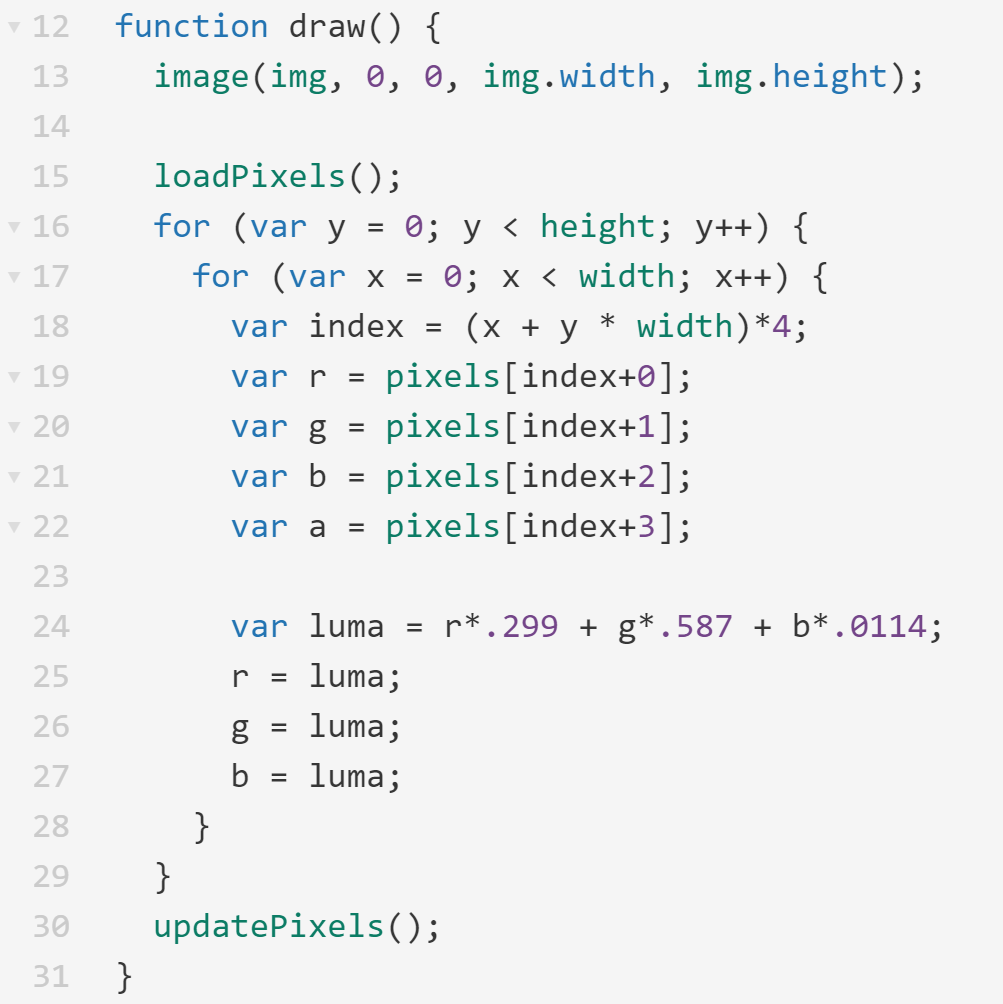 12 function draw() {
13   image(img, 0, 0, img.width, img.height);
14
15   loadPixels();
16   for (var y = 0; y < height; y++) {
17     for (var x = 0; x < width; x++) {
18       var index = (x + y * width)*4;
19       var r = pixels[index+0];
20       var g = pixels[index+1];
21       var b = pixels[index+2];
22       var a = pixels[index+3];
23
24       var luma = r*.299 + g*.587 + b*.0114;
25       r = luma;
26       g = luma;
27       b = luma;
28     }
29   }
30   updatePixels();
31 }